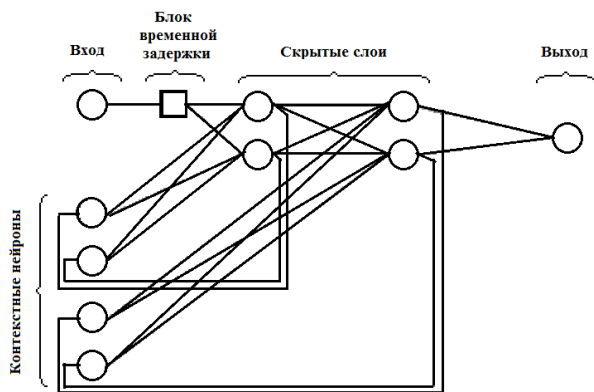 Вход
Блок
временной
задержки
Скрытые слои
Выход
Контекстные нейроны